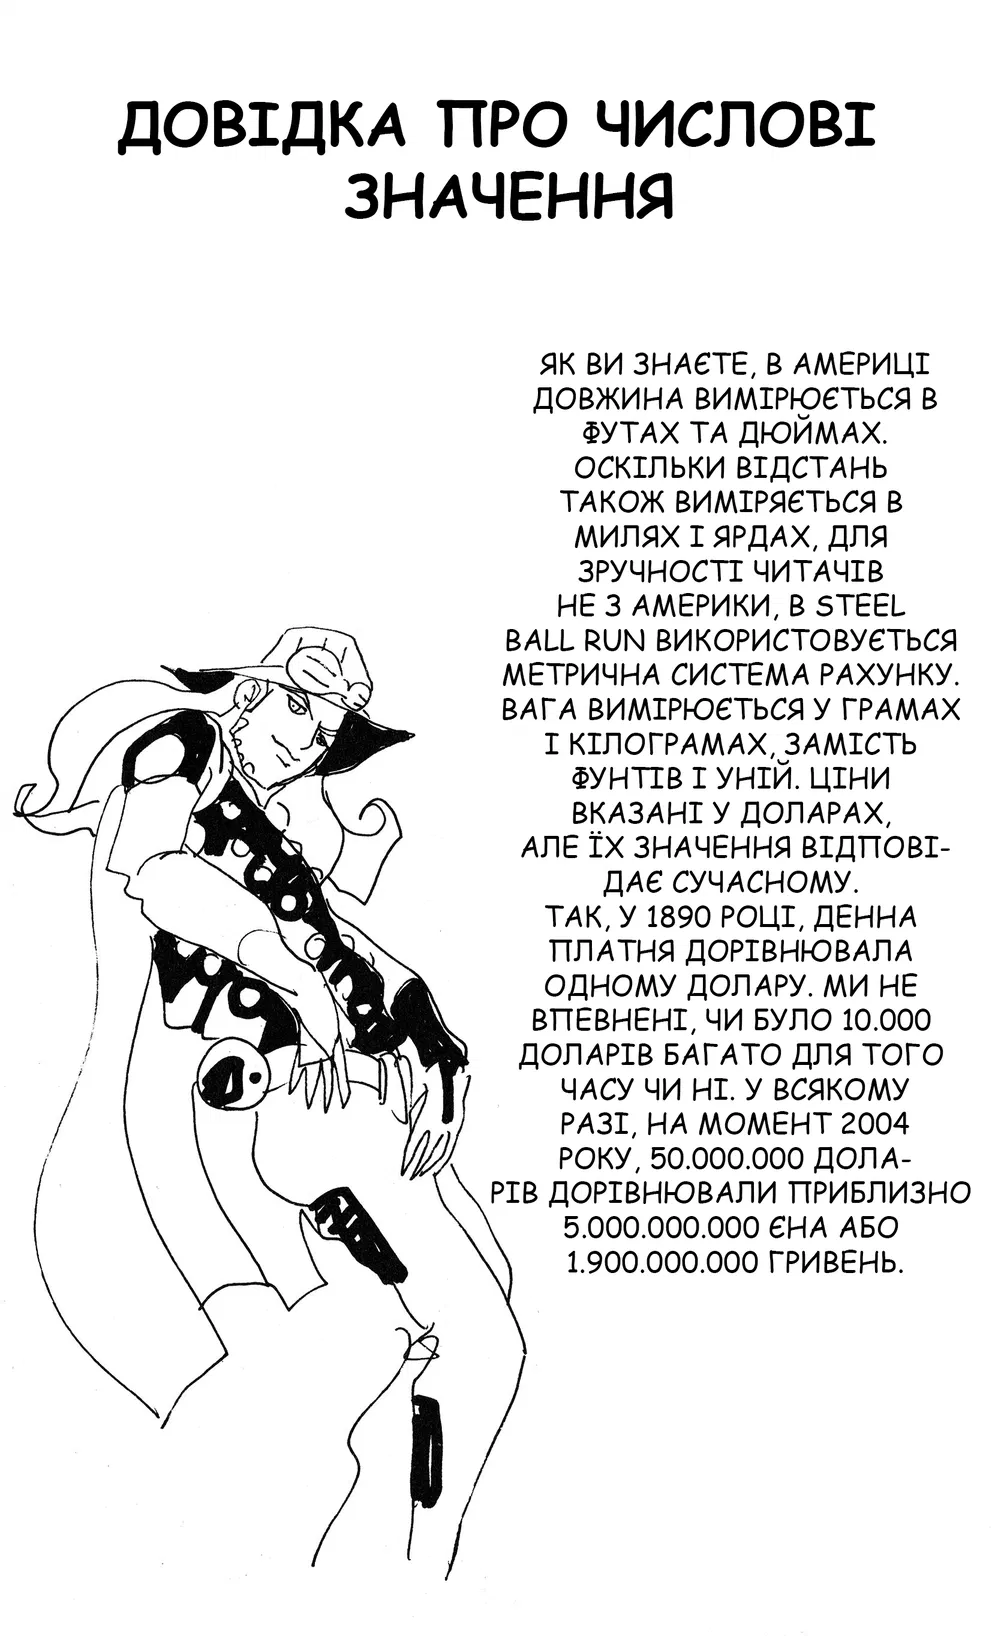 ДОВІДКА ПРО ЧИСЛОВІ
ЗНАЧЕННЯ
ЯК ВИ ЗНАЄТЕ, В АМЕРИЦІ
ДОВЖИНА ВИМІРЮЄТЬСЯ В
ФУТАХ ТА ДЮЙМАХ.
ОСКІЛЬКИ ВІДСТАНЬ
ТАКОЖ ВИМІРЯЄТЬСЯ В
МИЛЯХ І ЯРДАХ, ДЛЯ
ЗРУЧНОСТІ ЧИТАЧІВ
НЕ З АМЕРИКИ, В STEEL
BALL RUN ВИКОРИСТОВУЄТЬСЯ
МЕТРИЧНА СИСТЕМА РАХУНКУ.
ВАГА ВИМІРЮЄТЬСЯ У ГРАМАХ
І КІЛОГРАМАХ, ЗАМІСТЬ
ФУНТІВ І УНІЙ. ЦІНИ
ВКАЗАНІ У ДОЛАРАХ,
АЛЕ ЇХ ЗНАЧЕННЯ ВІДПОВІ-
ДАЄ СУЧАСНОМУ.
ТАК, У 1890 РОЦІ, ДЕННА
ПЛАТНЯ ДОРІВНЮВАЛА
ОДНОМУ ДОЛАРУ. МИ НЕ
ВПЕВНЕНІ, ЧИ БУЛО 10.000
ДОЛАРІВ БАГАТО ДЛЯ ТОГО
ЧАСУ ЧИ НІ. У ВСЯКОМУ
РАЗІ, НА МОМЕНТ 2004
РОКУ, 50.000.000 ДОЛА-
РІВ ДОРІВНЮВАЛИ ПРИБЛИЗНО
5.000.000.000 ЄНА АБО
1.900.000.000 ГРИВЕНЬ.